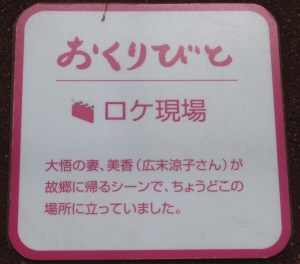 おくりびと
ロケ現場
大悟の妻、美香（広末涼子さん）が
故郷に帰るシーンで、ちょうどこの
場所に立っていました。